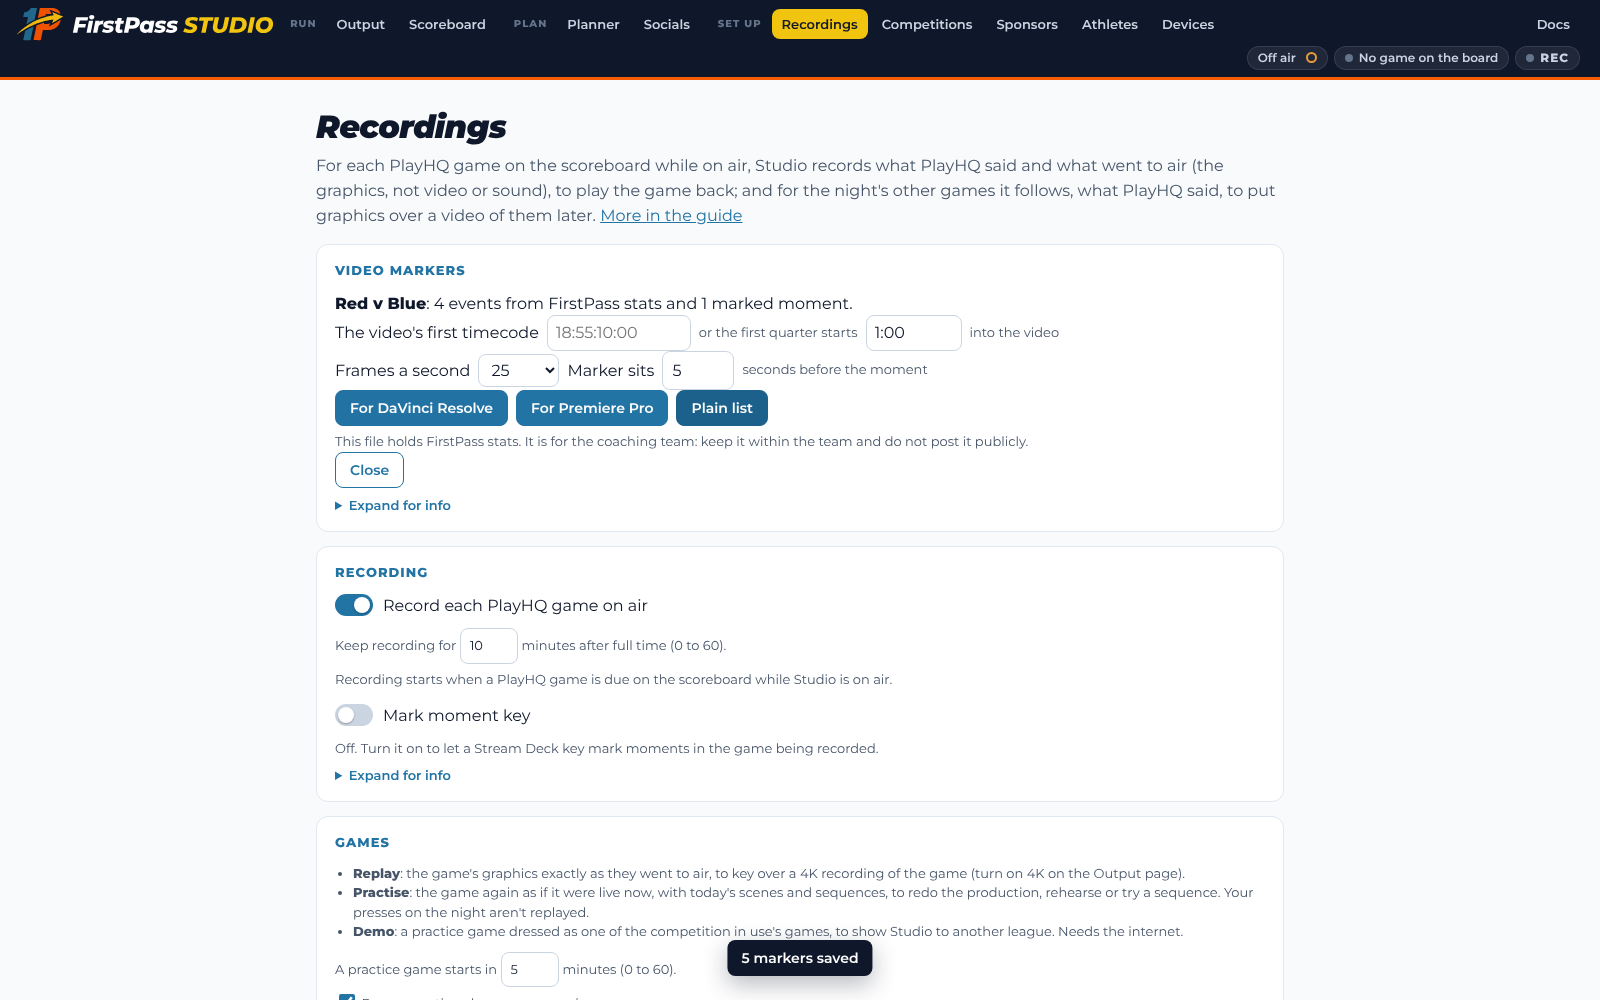 FirstPass STUDIO RUN Output Scoreboard PLAN Planner Socials SET UP Recordings Competitions Sponsors Athletes Devices Docs
Off air No game on the board REC
Recordings
For each PlayHQ game on the scoreboard while on air, Studio records what PlayHQ said and what went to air (the
graphics, not video or sound), to play the game back; and for the night's other games it follows, what PlayHQ said, to put
graphics over a video of them later. More in the guide
VIDEO MARKERS
Red v Blue: 4 events from FirstPass stats and 1 marked moment.
The video's first timecode 18:55:10:00 or the first quarter starts 1:00 into the video
Frames a second 25 Marker sits 5 seconds before the moment
For DaVinci Resolve For Premiere Pro Plain list
This file holds FirstPass stats. It is for the coaching team: keep it within the team and do not post it publicly.
Close
Expand for info
RECORDING
Record each PlayHQ game on air
Keep recording for 10 minutes after full time (0 to 60).
Recording starts when a PlayHQ game is due on the scoreboard while Studio is on air.
Mark moment key
Off. Turn it on to let a Stream Deck key mark moments in the game being recorded.
Expand for info
GAMES
• Replay: the game's graphics exactly as they went to air, to key over a 4K recording of the game (turn on 4K on the Output page).
• Practise: the game again as if it were live now, with today's scenes and sequences, to redo the production, rehearse or try a sequence. Your
presses on the night aren't replayed.
• Demo: a practice game dressed as one of the competition in use's games, to show Studio to another league. Needs the internet.
A practice game starts in 5 minutes (0 to 60).
5 markers saved